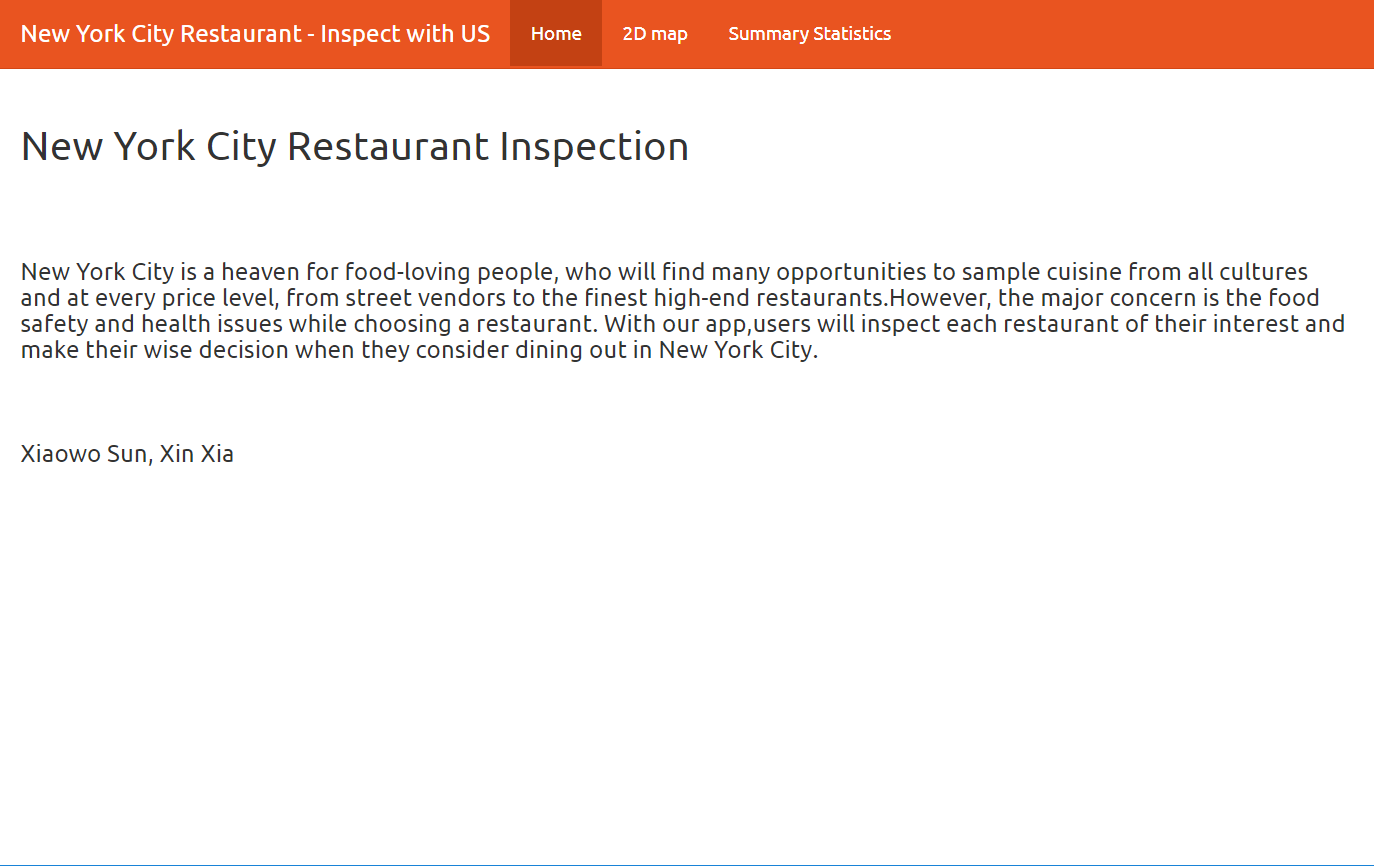 New York City Restaurant - Inspect with US Home 2D map Summary Statistics
New York City Restaurant Inspection
New York City is a heaven for food-loving people, who will find many opportunities to sample cuisine from all cultures
and at every price level, from street vendors to the finest high-end restaurants.However, the major concern is the food
safety and health issues while choosing a restaurant. With our app,users will inspect each restaurant of their interest and
make their wise decision when they consider dining out in New York City.
Xiaowo Sun, Xin Xia